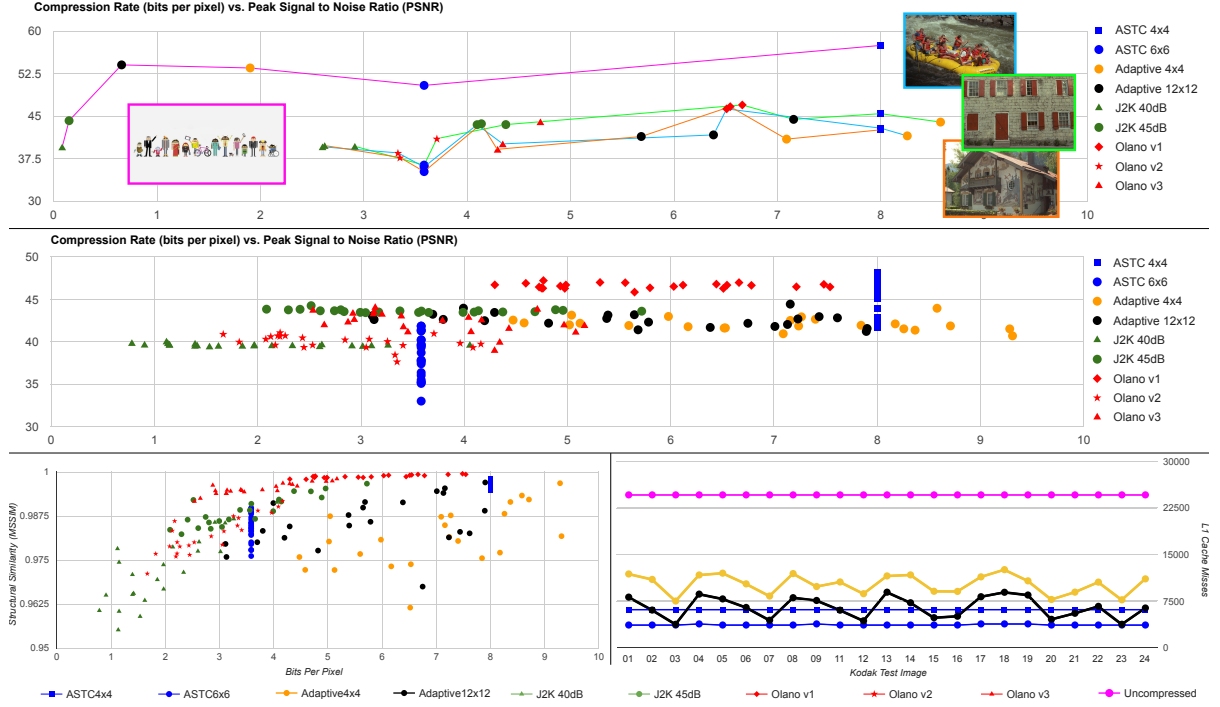 Compression Rate (bits per pixel) vs. Peak Signal to Noise Ratio (PSNR)
60
52.5
45
37.5
30
0 1 2 3 4 5 6 7 8 10
ASTC 4x4
ASTC 6x6
Adaptive 4x4
Adaptive 12x12
J2K 40dB
J2K 45dB
Olano v1
Olano v2
Olano v3
Compression Rate (bits per pixel) vs. Peak Signal to Noise Ratio (PSNR)
50
45
40
35
30
0 1 2 3 4 5 6 7 8 9 10
ASTC 4x4
ASTC 6x6
Adaptive 4x4
Adaptive 12x12
J2K 40dB
J2K 45dB
Olano v1
Olano v2
Olano v3
Structural Similarity (MSSIM)
1
0.9875
0.975
0.9625
0.95
0 1 2 3 4 5 6 7 8 9 10
Bits Per Pixel
30000
22500
15000
7500
0
L1 Cache Misses
01 02 03 04 05 06 07 08 09 11 12 13 14 15 16 17 18 19 20 21 22 23 24
Kodak Test Image
ASTC4x4 ASTC6x6 Adaptive4x4 Adaptive12x12 J2K 40dB J2K 45dB Olano v1 Olano v2 Olano v3 Uncompressed